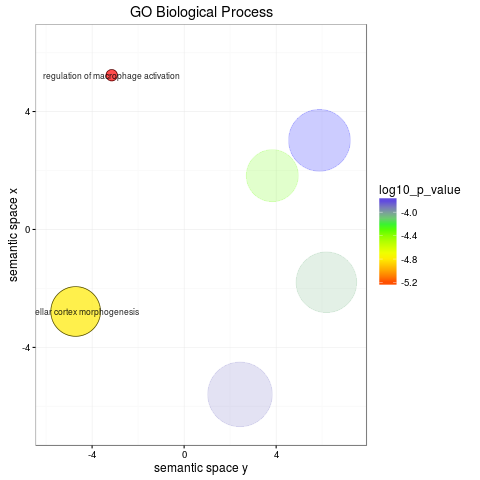 GO Biological Process
regulation of macrophage activation
ellar cortex morphogenesis
4
0
-4
semantic space x
-4
0
4
semantic space y
log10_p_value
-4.0
-4.4
-4.8
-5.2